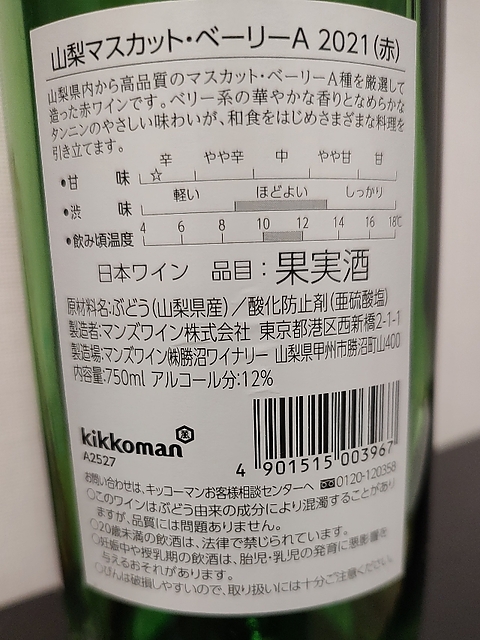 山梨マスカット・ベーリーA 2021(赤)
山梨県内から高品質のマスカット・ベーリーA種を厳選して
造った赤ワインです。ベリー系の華やかな香りとなめらかな
タンニンのやさしい味わいが、和食をはじめさまざまな料理を
引き立てます。
辛 やや辛 中 やや甘 甘
•甘 味 ☆
軽い ほどよい しっかり
•渋 味
4 6 8 10 12 14 16 18℃
•飲み頃温度
日本ワイン 品目:果実酒
原材料名:ぶどう(山梨県産)/酸化防止剤(亜硫酸塩)
製造者:マンズワイン株式会社 東京都港区西新橋2-1-1
製造場:マンズワイン㈱勝沼ワイナリー 山梨県甲州市勝沼町山400
内容量:750ml アルコール分:12%
kikkoman
A2527
4 901515 003967
お問い合わせは、キッコーマンお客様相談センターへ 0120-120358
○このワインはぶどう由来の成分により混濁することがあり
ますが、品質には問題ありません。
○20歳未満の飲酒は、法律で禁じられています。
○妊娠中や授乳期の飲酒は、胎児・乳児の発育に悪影響を
与えるおそれがあります。
○びんは破損しやすいので、取り扱いには十分ご注意ください。